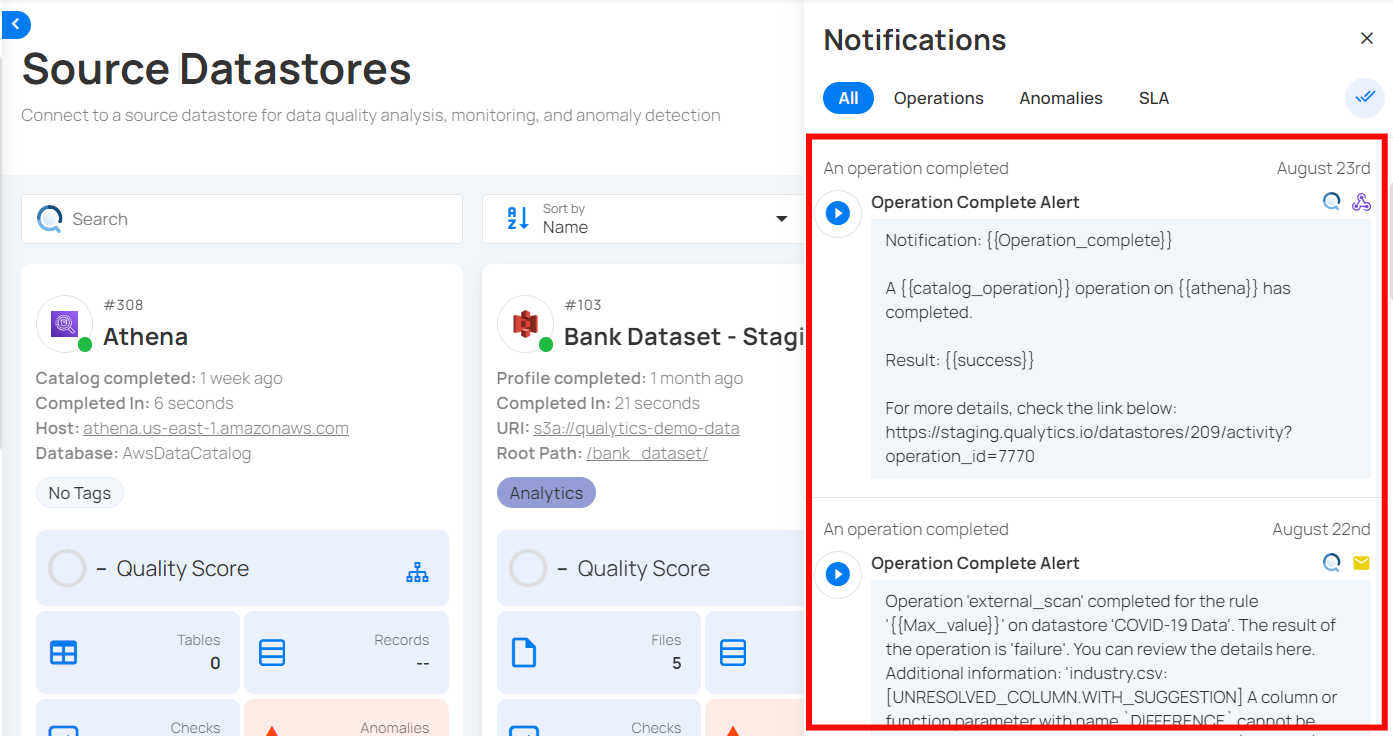 Source Datastores
Connect to a source datastore for data quality analysis, monitoring, and anomaly detection
Search
Sort by
Name
#308
Athena
Catalog completed: 1 week ago
Completed In: 6 seconds
Host: athena.us-east-1.amazonaws.com
Database: AwsDataCatalog
No Tags
– Quality Score
Tables
0
Records
--
Checks
Anomalies
#103
Bank Dataset - Stagi
Profile completed: 1 month ago
Completed In: 21 seconds
URI: s3a://qualytics-demo-data
Root Path: /bank_dataset/
Analytics
– Quality Score
Files
5
Checks
Notifications
All
Operations
Anomalies
SLA
An operation completed
August 23rd
Operation Complete Alert
Notification: {{Operation_complete}}
A {{catalog_operation}} operation on {{athena}} has
completed.
Result: {{success}}
For more details, check the link below:
https://staging.qualytics.io/datastores/209/activity?
operation_id=7770
An operation completed
August 22nd
Operation Complete Alert
Operation 'external_scan' completed for the rule
'{{Max_value}}' on datastore 'COVID-19 Data'. The result of
the operation is 'failure'. You can review the details here.
Additional information: 'industry.csv:
[UNRESOLVED_COLUMN.WITH_SUGGESTION] A column or
function parameter with name `DIFFERENCE` cannot be